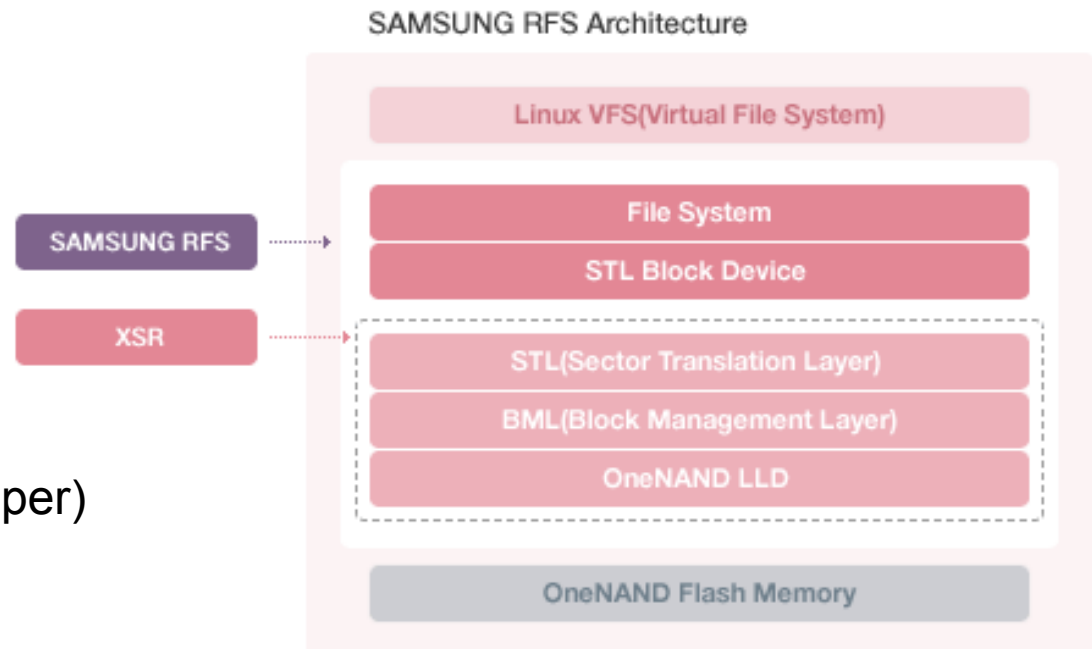 SAMSUNG RFS Architecture
Linux VFS(Virtual File System)
SAMSUNG RFS
File System
STL Block Device
XSR
STL(Sector Translation Layer)
BML(Block Management Layer)
OneNAND LLD
per)
OneNAND Flash Memory